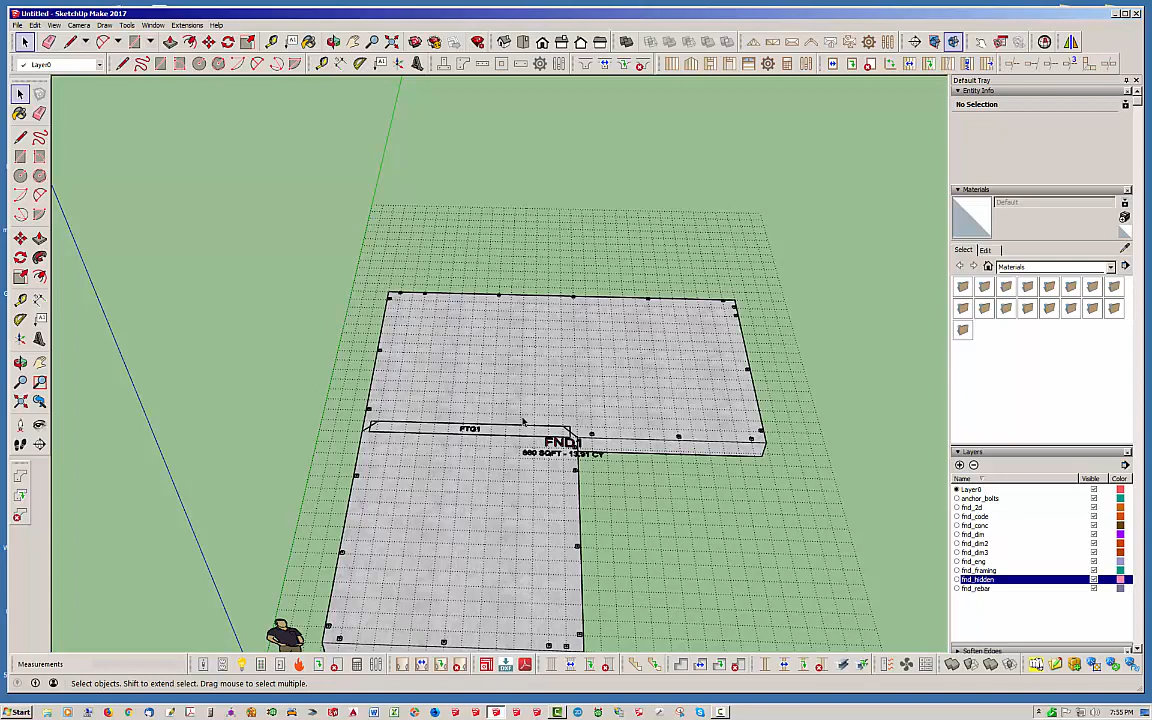 Untitled - SketchUp Make 2017
File Edit View Camera Draw Tools Window Extensions Help
Layer0
Default Tray
Entity Info
No Selection
Materials
Default
Select Edit
Materials
FTG1
FND1
Layers
Name Visible Color
Layer0
anchor_bolts
fnd_2d
fnd_code
fnd_conc
fnd_dim
fnd_dim2
fnd_dim3
fnd_eng
fnd_framing
fnd_hidden
fnd_rebar
Soften Edges
Measurements
Select objects. Shift to extend select. Drag mouse to select multiple.
Start
7:55 PM